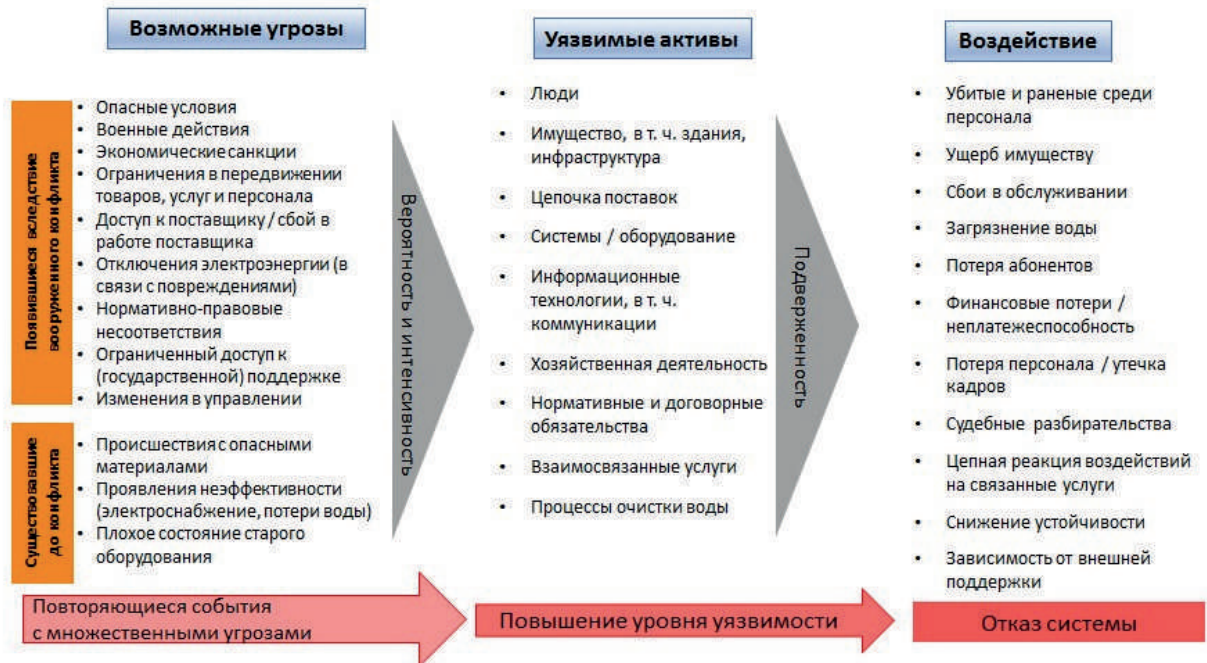 Возможные угрозы
Появившиеся вследствие
вооруженного конфликта
• Опасные условия
• Военные действия
• Экономические санкции
• Ограничения в передвижении
товаров, услуг и персонала
• Доступ к поставщику / сбой в
работе поставщика
• Отключения электроэнергии (в
связи с повреждениями)
• Нормативно-правовые
несоответствия
• Ограниченный доступ к
(государственной) поддержке
• Изменения в управлении
Существовавшие
до конфликта
• Происшествия с опасными
материалами
• Проявления неэффективности
(электроснабжение, потери воды)
• Плохое состояние старого
оборудования
Вероятность и интенсивность
Уязвимые активы
• Люди
• Имущество, в т. ч. здания,
инфраструктура
• Цепочка поставок
• Системы / оборудование
• Информационные
технологии, в т. ч.
коммуникации
• Хозяйственная деятельность
• Нормативные и договорные
обязательства
• Взаимосвязанные услуги
• Процессы очистки воды
Подверженность
Воздействие
• Убитые и раненые среди
персонала
• Ущерб имуществу
• Сбои в обслуживании
• Загрязнение воды
• Потеря абонентов
• Финансовые потери /
неплатежеспособность
• Потеря персонала / утечка
кадров
• Судебные разбирательства
• Цепная реакция воздействий
на связанные услуги
• Снижение устойчивости
• Зависимость от внешней
поддержки
Повторяющиеся события
с множественными угрозами
Повышение уровня уязвимости
Отказ системы